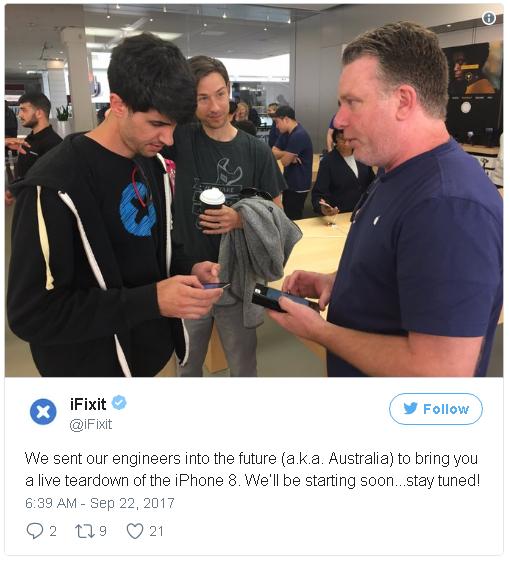 iFixit
@iFixit
Follow
We sent our engineers into the future (a.k.a. Australia) to bring you
a live teardown of the iPhone 8. We'll be starting soon...stay tuned!
6:39 AM - Sep 22, 2017
2 9 21